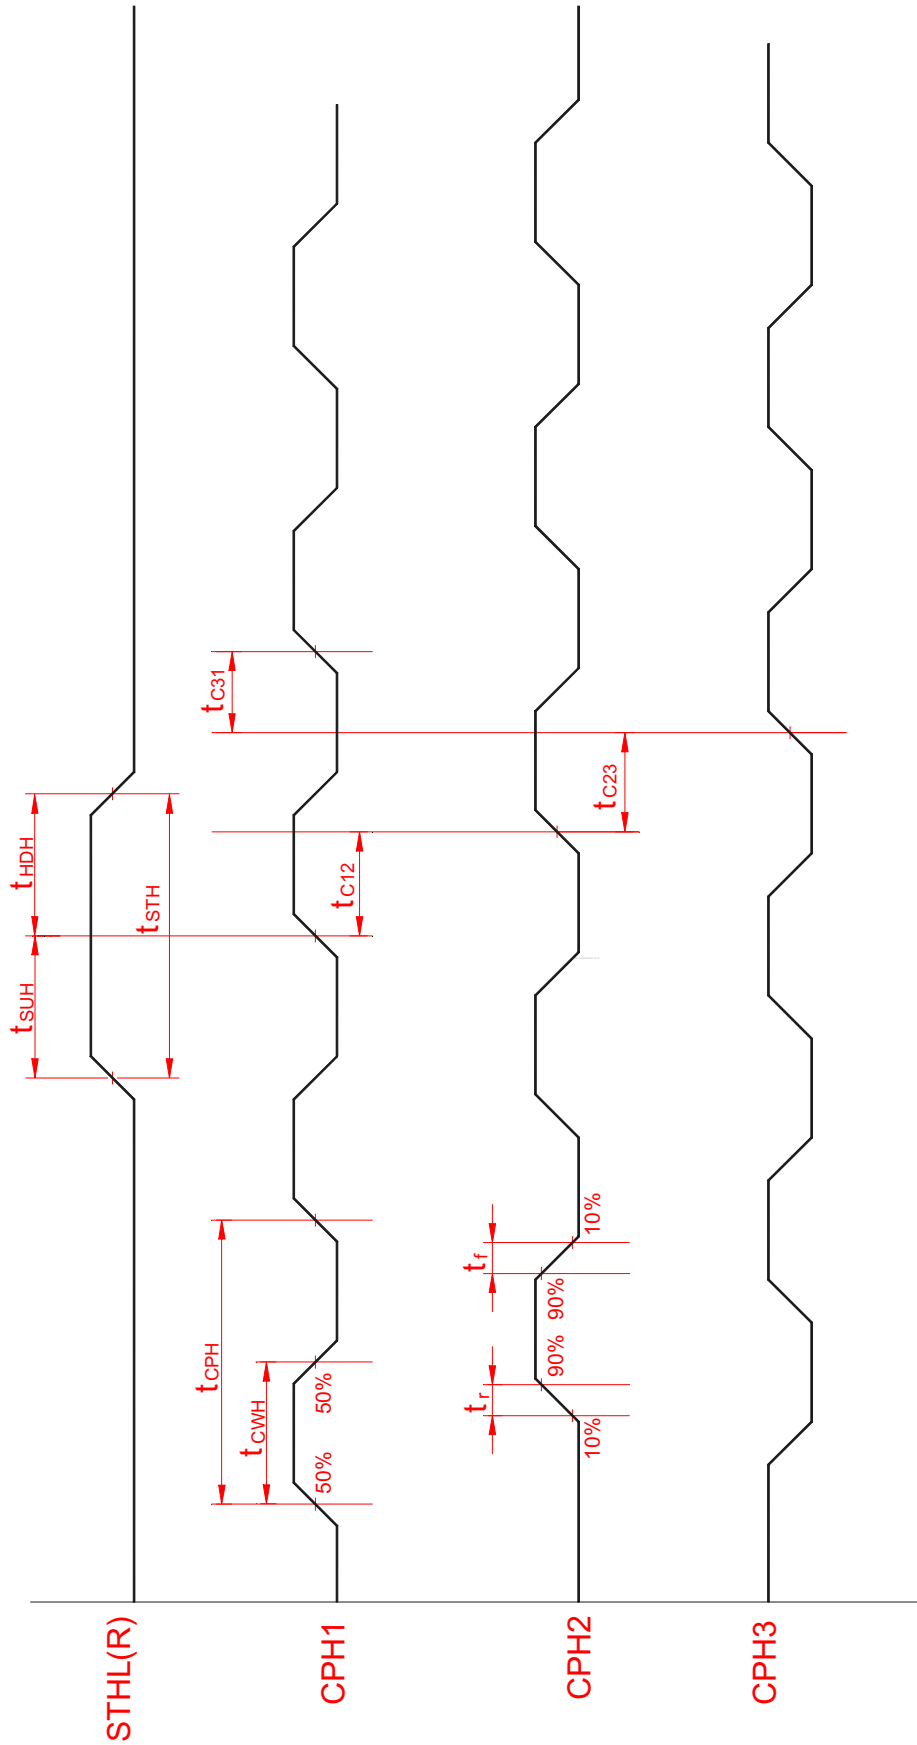 STHL(R)
tSUH
tHDH
tSTH
CPH1
tCPH
tCWH
50%
50%
tC12
tC31
CPH2
tr
tf
10%
90%
90%
10%
tC23
CPH3